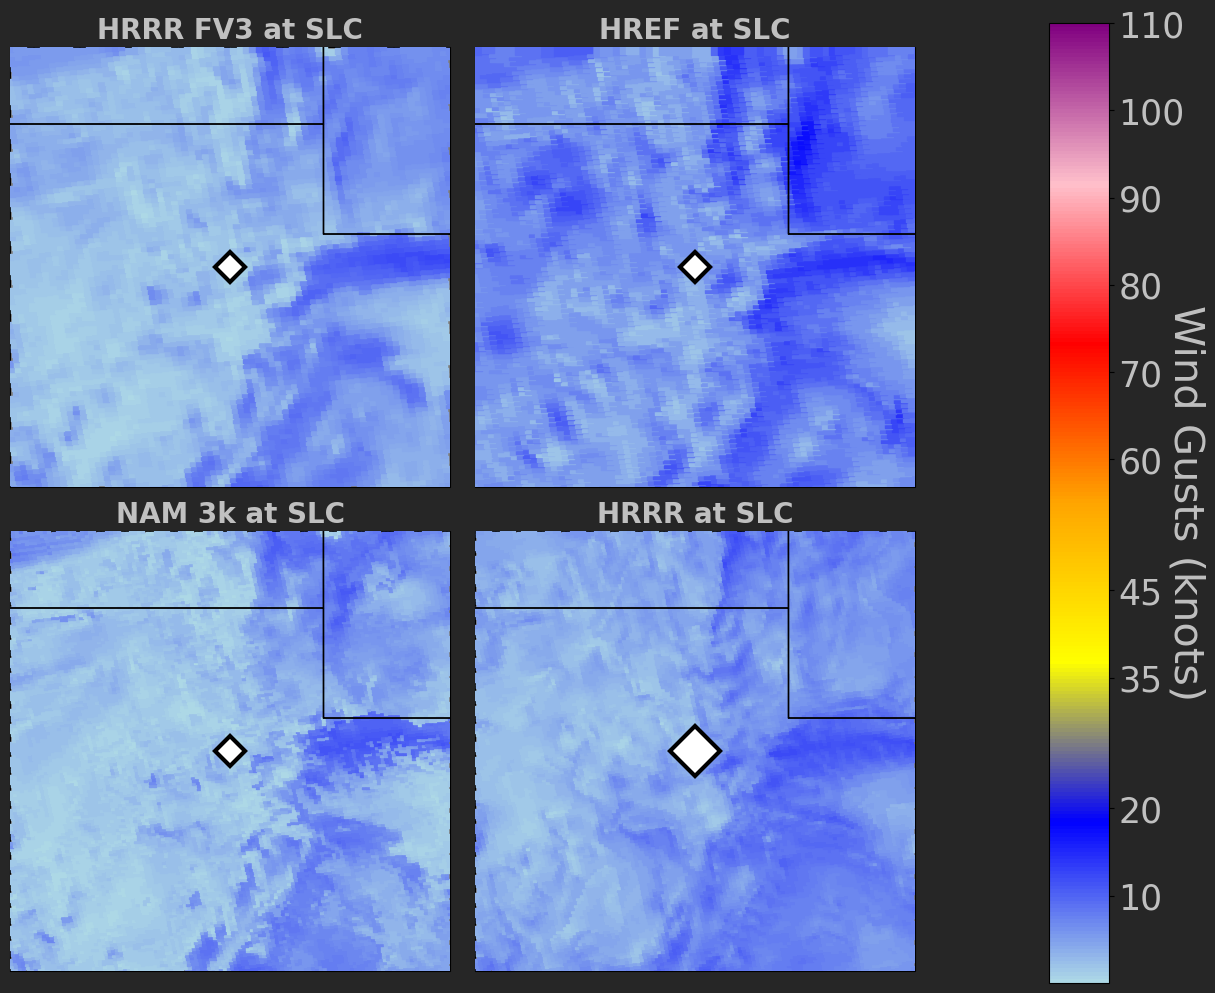 HRRR FV3 at SLC
HREF at SLC
NAM 3k at SLC
HRRR at SLC
110
100
90
80
70
60
45
35
20
10
Wind Gusts (knots)